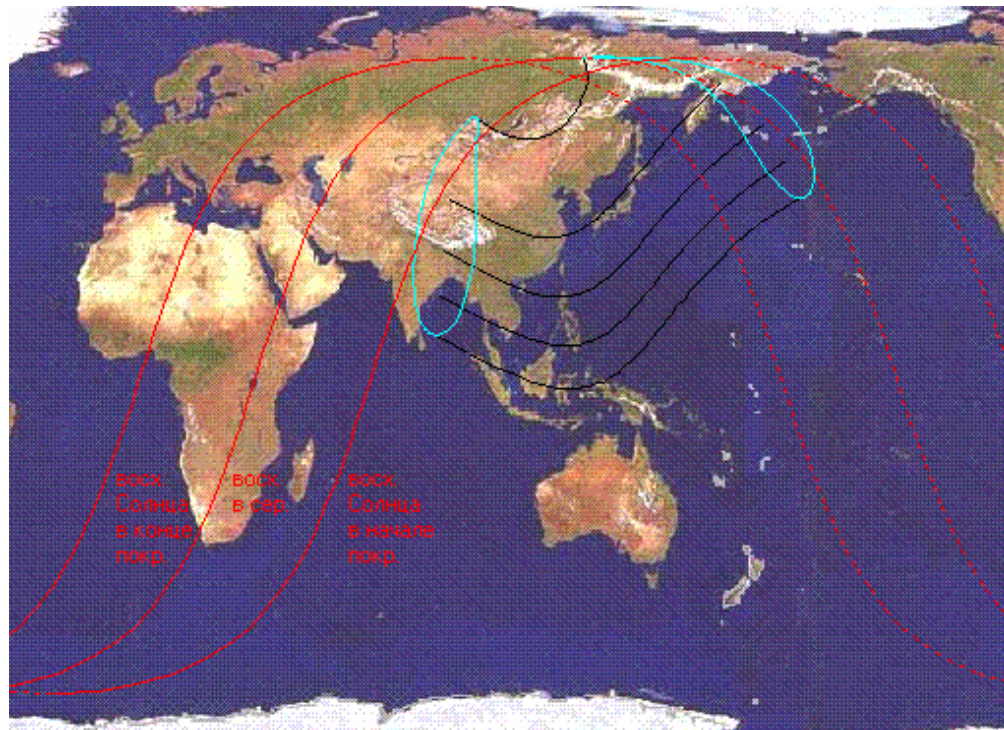 восх.
Солнца
в конце
покр.
восх.
в сер.
восх.
Солнца
в начале
покр.